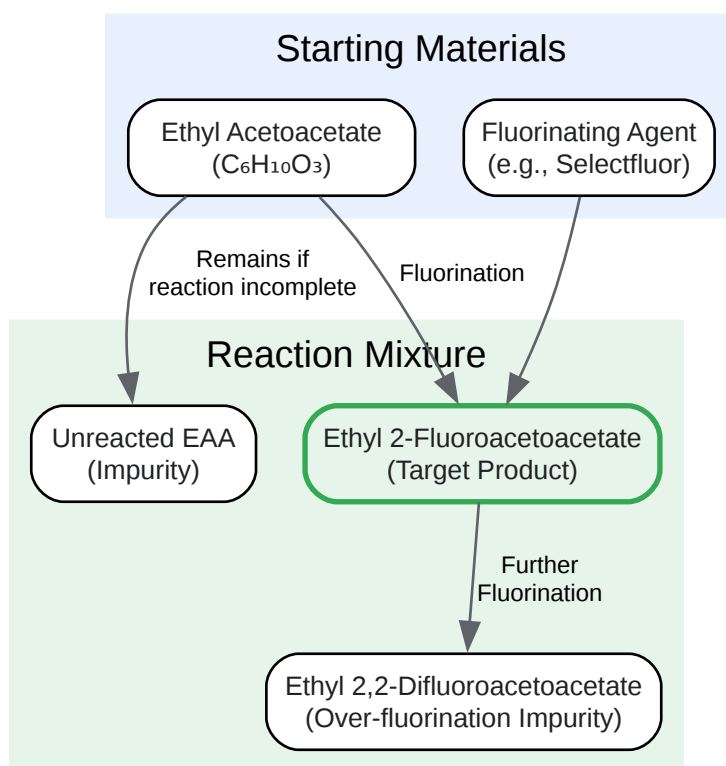 Starting Materials
Ethyl Acetoacetate
(C₆H₁₀O₃)
Fluorinating Agent
(e.g., Selectfluor)
Remains if
reaction incomplete
Fluorination
Reaction Mixture
Unreacted EAA
(Impurity)
Ethyl 2-Fluoroacetoacetate
(Target Product)
Further
Fluorination
Ethyl 2,2-Difluoroacetoacetate
(Over-fluorination Impurity)